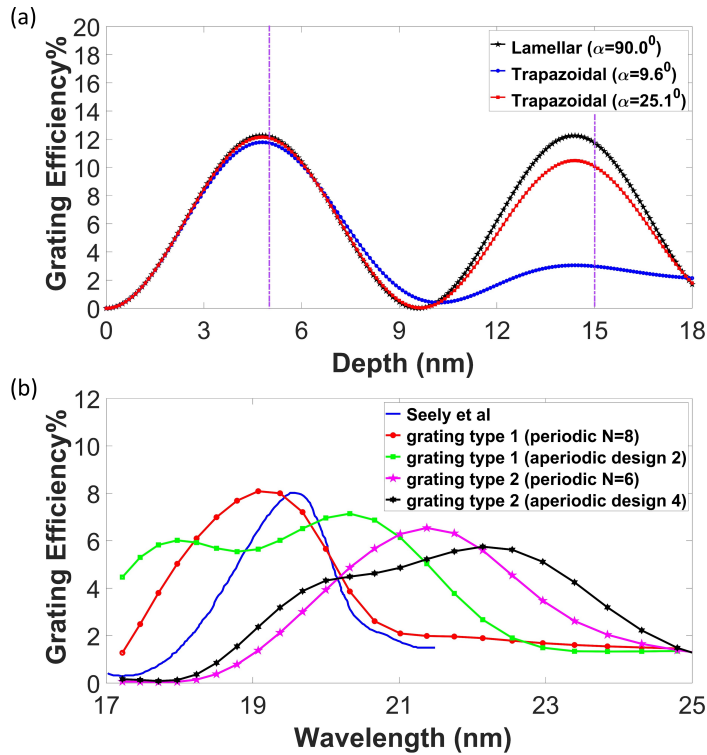 (a)
20
18
16
14
12
10
8
6
4
2
0
Grating Efficiency%
Lamellar (α=90.0⁰)
Trapazoidal (α=9.6⁰)
Trapazoidal (α=25.1⁰)
0 3 6 9 12 15 18
Depth (nm)
(b)
12
10
8
6
4
2
0
Grating Efficiency%
Seely et al
grating type 1 (periodic N=8)
grating type 1 (aperiodic design 2)
grating type 2 (periodic N=6)
grating type 2 (aperiodic design 4)
17 19 21 23 25
Wavelength (nm)